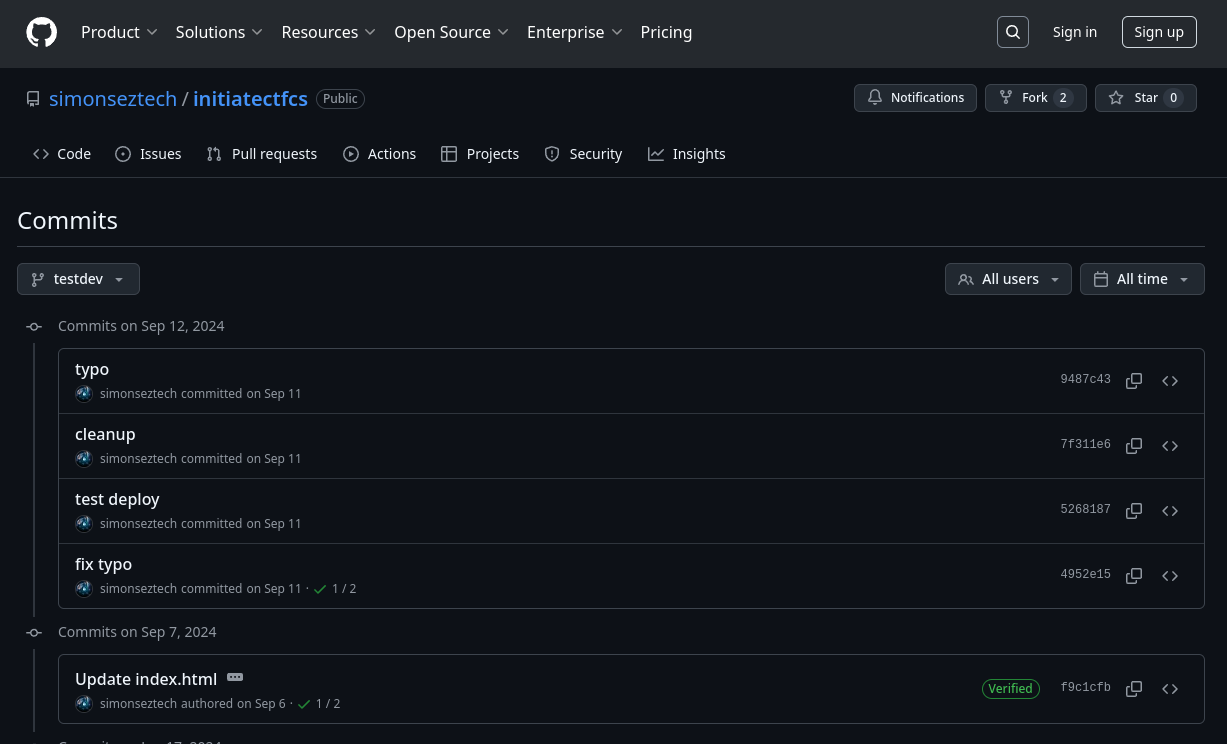 Product Solutions Resources Open Source Enterprise Pricing Sign in Sign up
simonseztech / initiatectfcs Public Notifications Fork 2 Star 0
Code Issues Pull requests Actions Projects Security Insights
Commits
testdev All users All time
Commits on Sep 12, 2024
typo
simonseztech committed on Sep 11
9487c43
cleanup
simonseztech committed on Sep 11
7f311e6
test deploy
simonseztech committed on Sep 11
5268187
fix typo
simonseztech committed on Sep 11 · 1 / 2
4952e15
Commits on Sep 7, 2024
Update index.html
simonseztech authored on Sep 6 · 1 / 2
Verified f9c1cfb